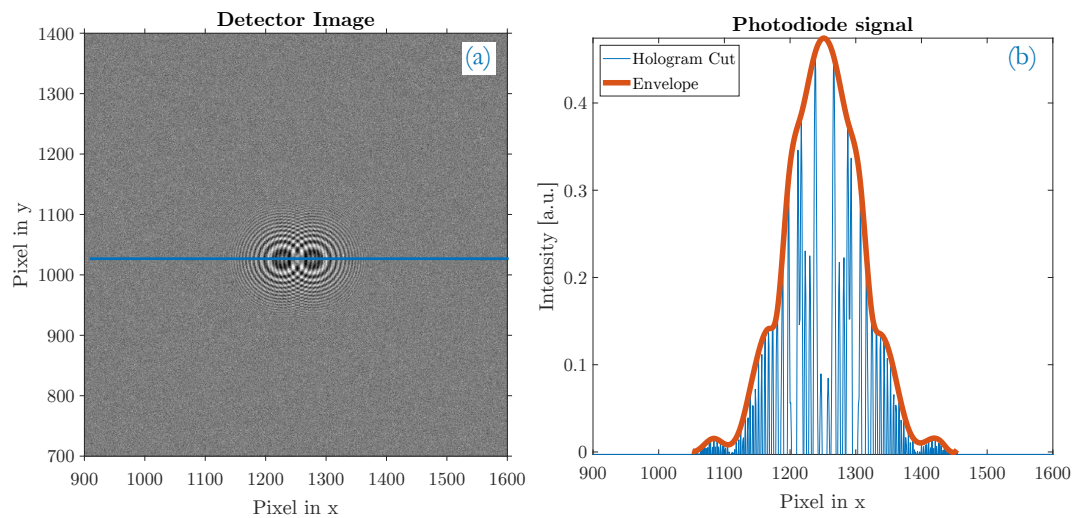 Detector Image
(a)
1400
1300
1200
1100
1000
900
800
700
Pixel in y
900 1000 1100 1200 1300 1400 1500 1600
Pixel in x
Photodiode signal
(b)
Hologram Cut
Envelope
0.4
0.3
0.2
0.1
0
Intensity [a.u.]
900 1000 1100 1200 1300 1400 1500 1600
Pixel in x